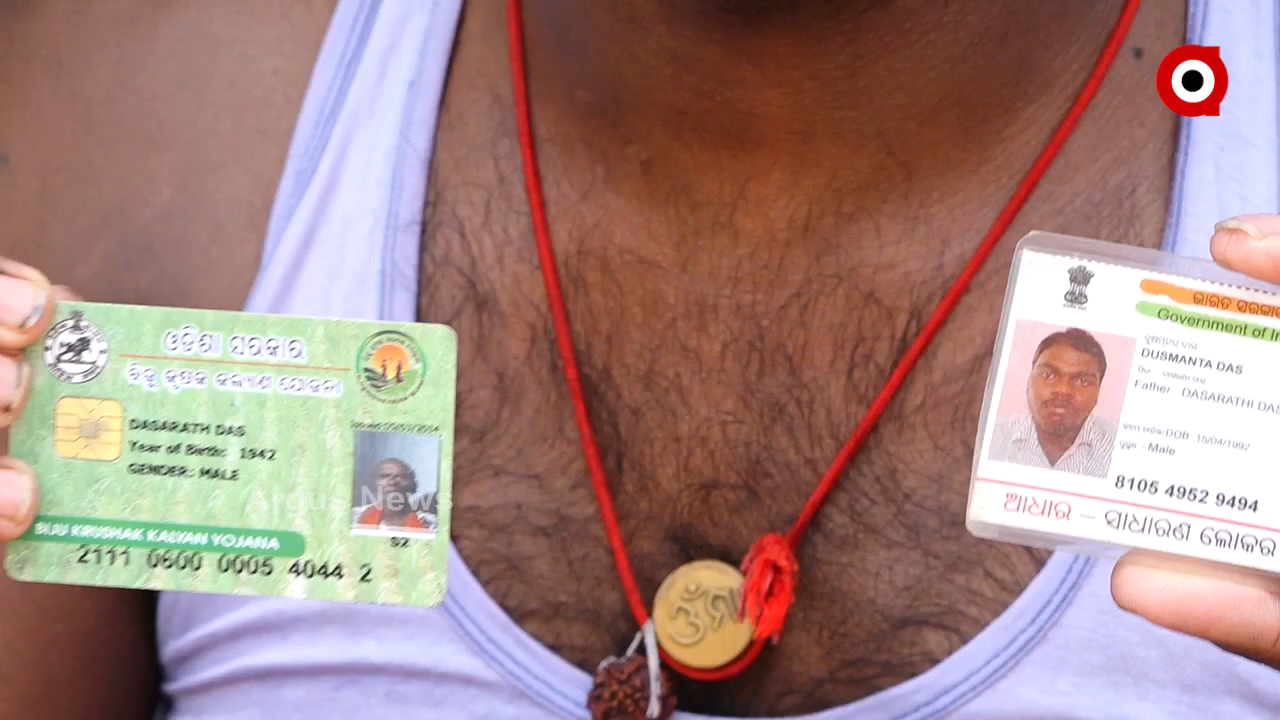 ଓଡ଼ିଶା ସରକାର
ବିଜୁ କୃଷକ କଲ୍ୟାଣ ଯୋଜନା
DASARATH DAS
Year of Birth: 1942
GENDER: MALE
BIJU KRUSHAK KALYAN YOJANA
2111 0600 0005 4044 2
52
Argus News
ଓଁ
ଭାରତ ସରକାର
Government of In
DUSMANTA DAS
Father DASARATHI DAS
DOB 15/04/1992
Male
8105 4952 9494
ଆଧାର – ସାଧାରଣ ଲୋକର